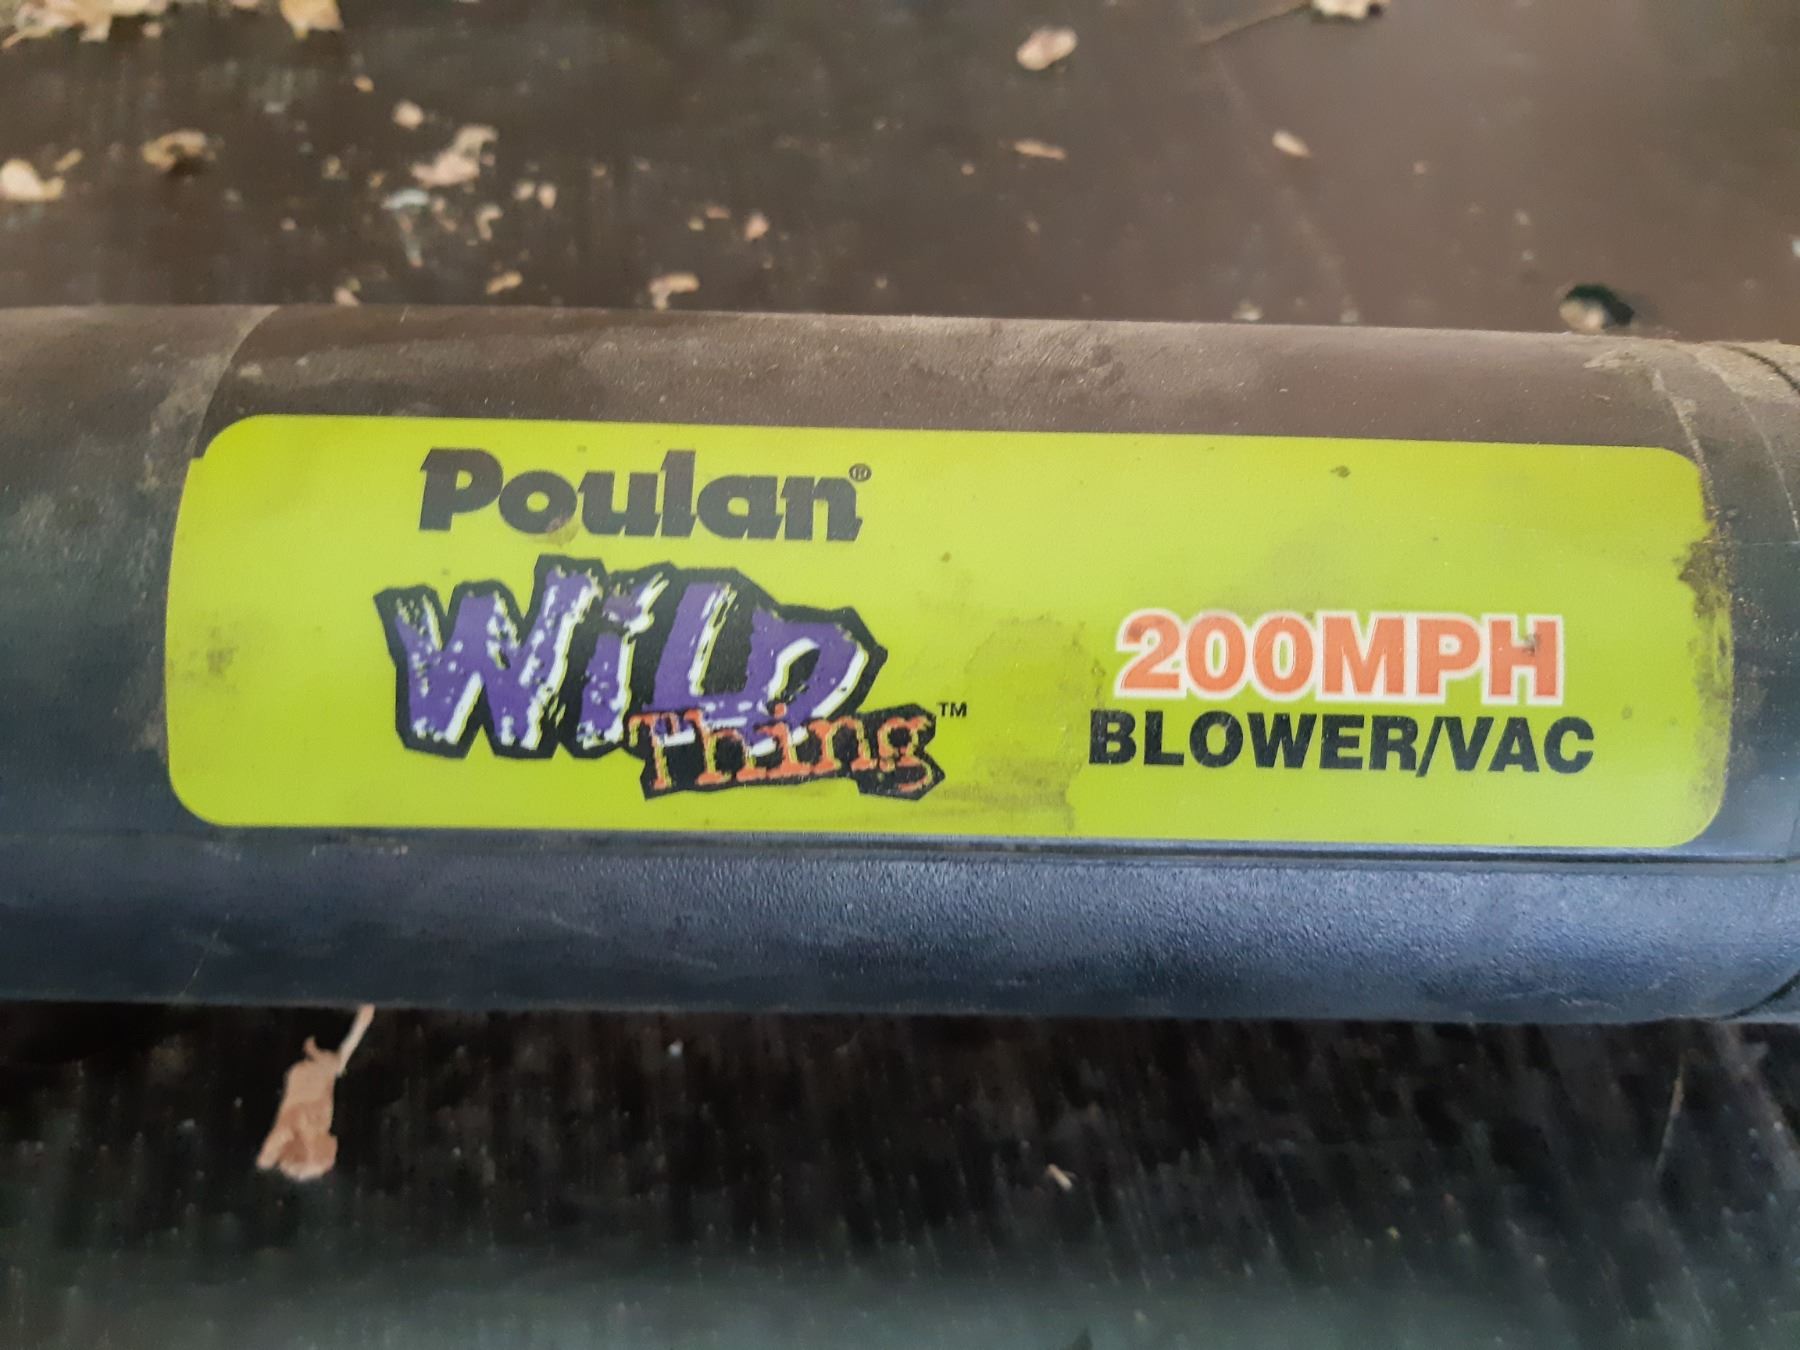 Poulan®
Wild
Thing™
200MPH
BLOWER/VAC